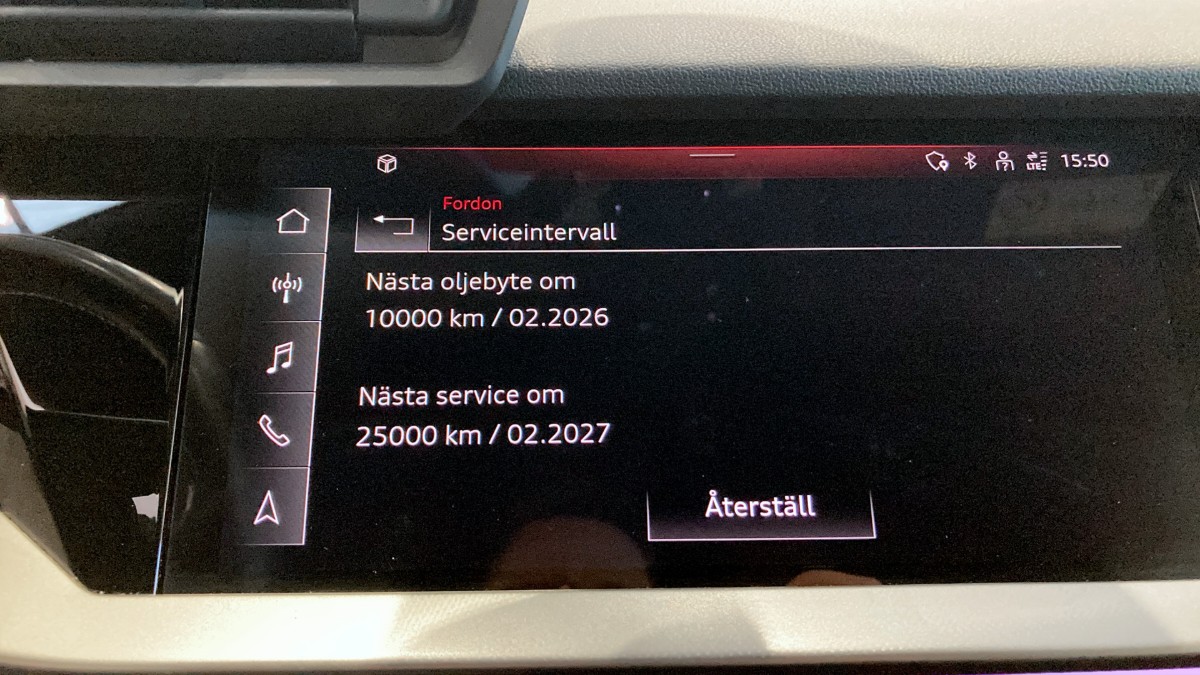 LTE
15:50
Fordon
Serviceintervall
Nästa oljebyte om
10000 km / 02.2026
Nästa service om
25000 km / 02.2027
Återställ